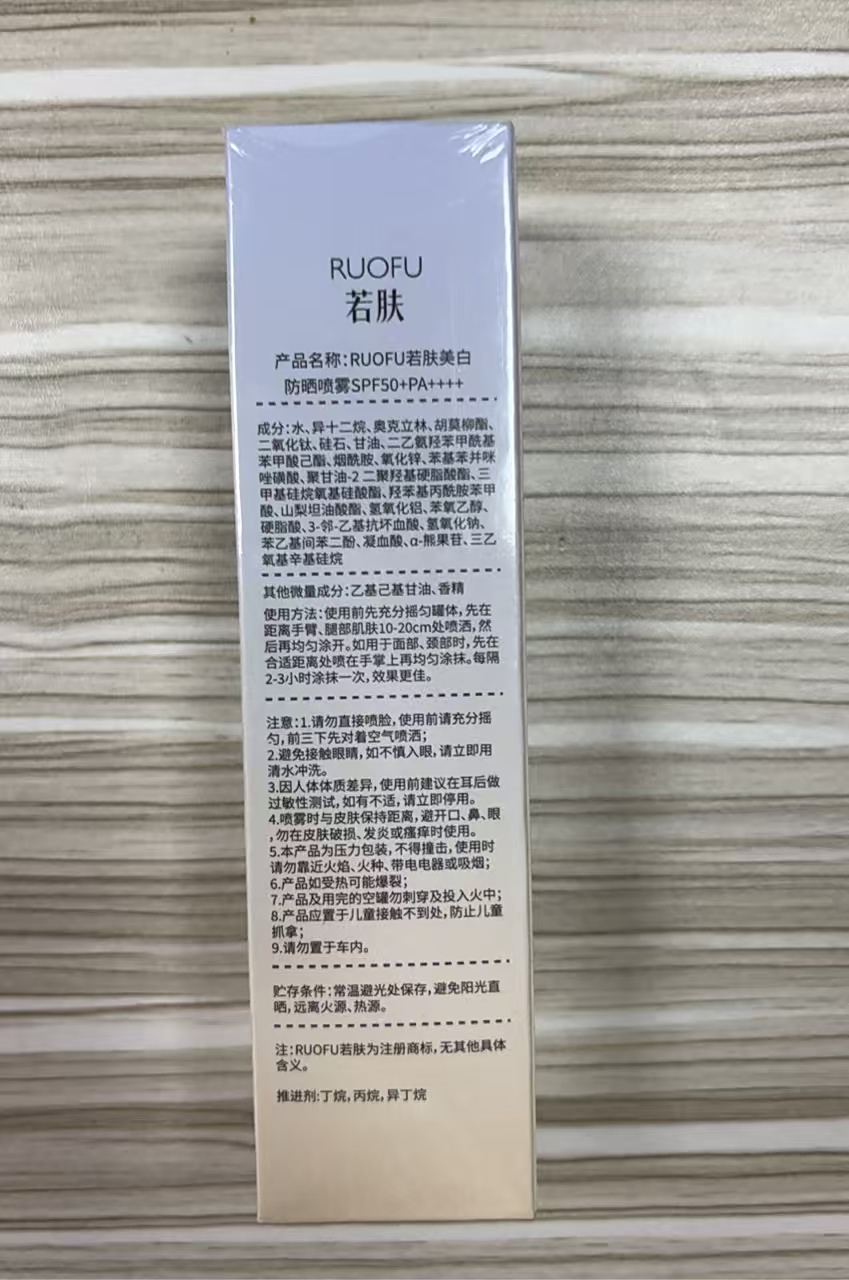 RUOFU
若肤
产品名称:RUOFU若肤美白
防晒喷雾SPF50+PA++++
成分:水、异十二烷、奥克立林、胡莫柳酯、
二氧化钛、硅石、甘油、二乙氨羟苯甲酰基
苯甲酸己酯、烟酰胺、氧化锌、苯基苯并咪
唑磺酸、聚甘油-2 二聚羟基硬脂酸酯、三
甲基硅烷氧基硅酸酯、羟苯基丙酰胺苯甲
酸、山梨坦油酸酯、氢氧化铝、苯氧乙醇、
硬脂酸、3-邻-乙基抗坏血酸、氢氧化钠、
苯乙基间苯二酚、凝血酸、α-熊果苷、三乙
氧基辛基硅烷
其他微量成分:乙基己基甘油、香精
使用方法:使用前先充分摇匀罐体,先在
距离手臂、腿部肌肤10-20cm处喷洒,然
后再均匀涂开。如用于面部、颈部时,先在
合适距离处喷在手掌上再均匀涂抹。每隔
2-3小时涂抹一次,效果更佳。
注意:1.请勿直接喷脸,使用前请充分摇
匀,前三下先对着空气喷洒;
2.避免接触眼睛,如不慎入眼,请立即用
清水冲洗。
3.因人体体质差异,使用前建议在耳后做
过敏性测试,如有不适,请立即停用。
4.喷雾时与皮肤保持距离,避开口、鼻、眼
,勿在皮肤破损、发炎或瘙痒时使用。
5.本产品为压力包装,不得撞击,使用时
请勿靠近火焰、火种、带电电器或吸烟;
6.产品如受热可能爆裂;
7.产品及用完的空罐勿刺穿及投入火中;
8.产品应置于儿童接触不到处,防止儿童
抓拿;
9.请勿置于车内。
贮存条件:常温避光处保存,避免阳光直
晒,远离火源、热源。
注:RUOFU若肤为注册商标,无其他具体
含义。
推进剂:丁烷,丙烷,异丁烷